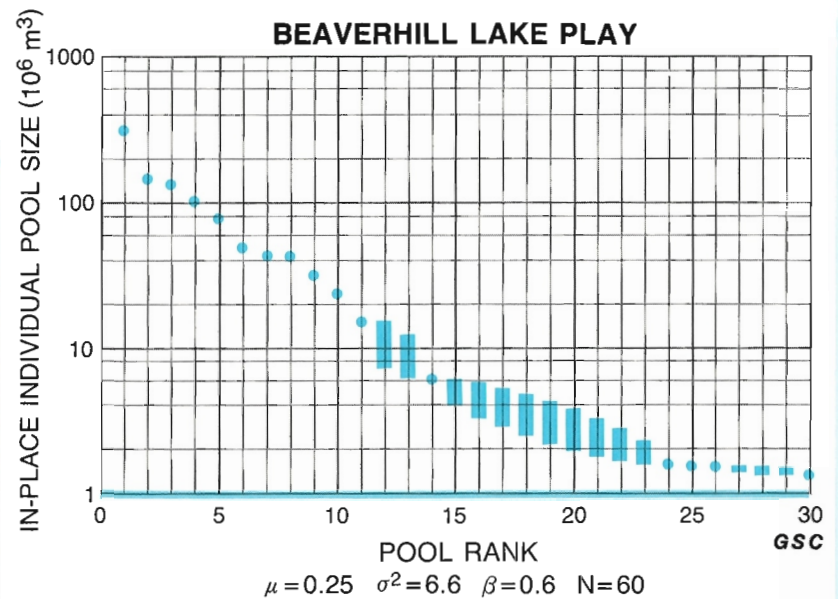 BEAVERHILL LAKE PLAY
IN-PLACE INDIVIDUAL POOL SIZE (10⁶ m³)
1000
100
10
1
0 5 10 15 20 25 30
GSC
POOL RANK
μ=0.25 σ²=6.6 β=0.6 N=60